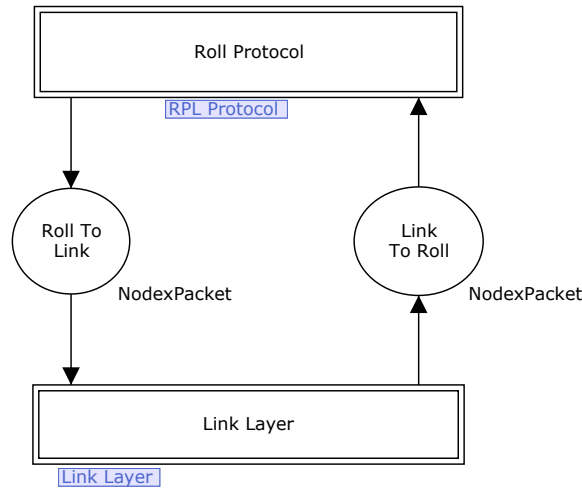 Roll Protocol
RPL Protocol
Roll To
Link
NodexPacket
Link
To Roll
NodexPacket
Link Layer
Link Layer